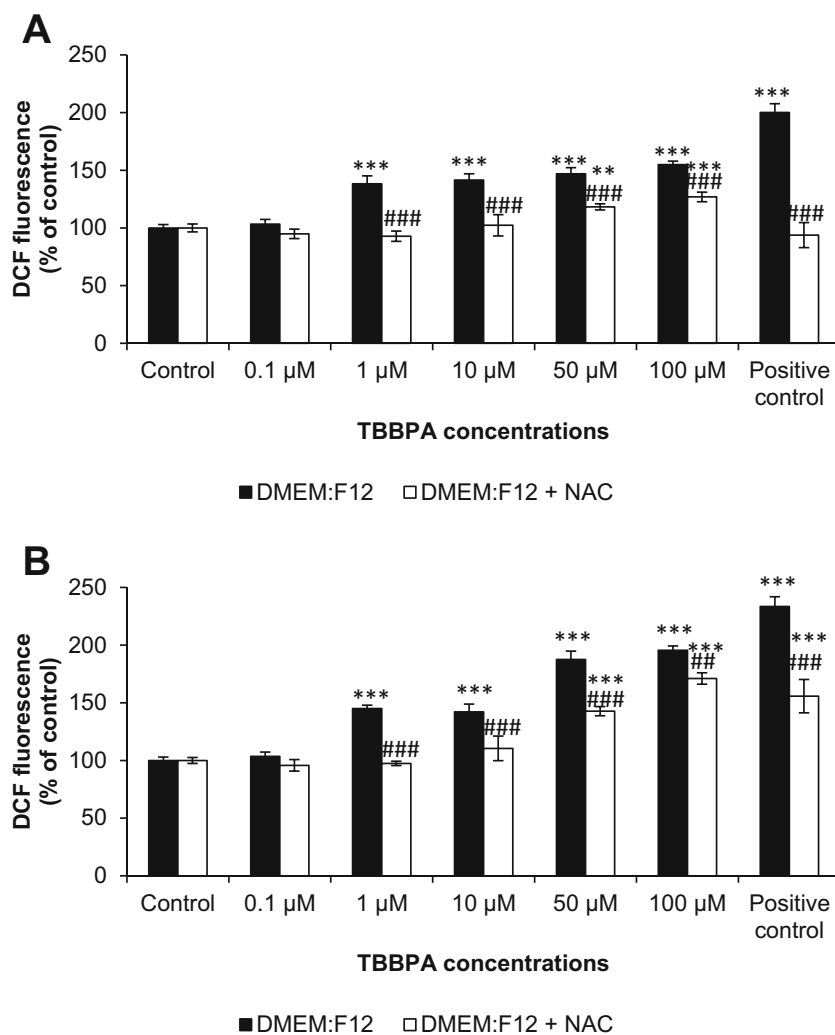 A
DCF fluorescence
(% of control)
250
200
150
100
50
0
***
***
***
***
**
***
***
###
###
###
###
###
Control
0.1 µM
1 µM
10 µM
50 µM
100 µM
Positive
control
TBBPA concentrations
DMEM:F12
DMEM:F12 + NAC
B
DCF fluorescence
(% of control)
250
200
150
100
50
0
***
***
***
***
***
***
***
***
###
###
###
##
###
Control
0.1 µM
1 µM
10 µM
50 µM
100 µM
Positive
control
TBBPA concentrations
DMEM:F12
DMEM:F12 + NAC